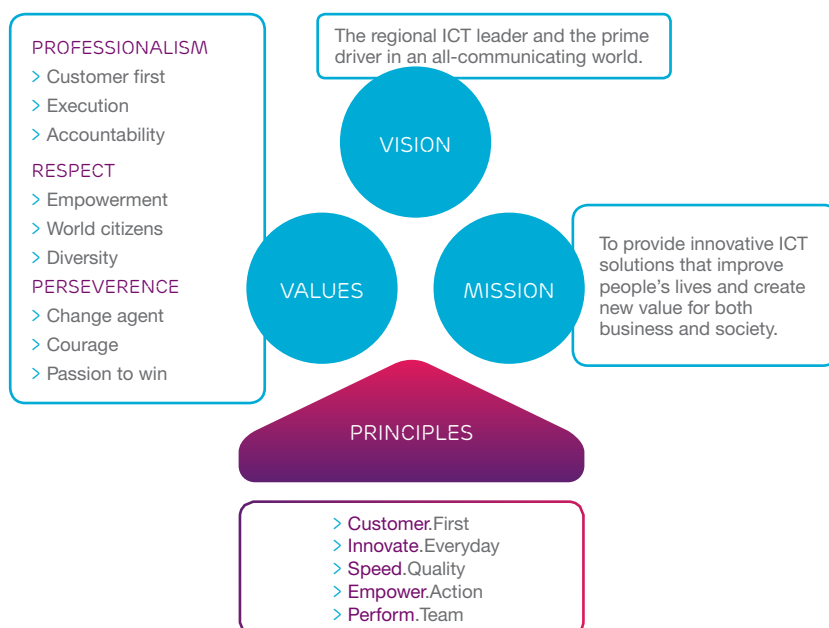 PROFESSIONALISM
> Customer first
> Execution
> Accountability
RESPECT
> Empowerment
> World citizens
> Diversity
PERSEVERENCE
> Change agent
> Courage
> Passion to win
The regional ICT leader and the prime
driver in an all-communicating world.
VISION
VALUES
MISSION
To provide innovative ICT
solutions that improve
people's lives and create
new value for both
business and society.
PRINCIPLES
> Customer.First
> Innovate.Everyday
> Speed.Quality
> Empower.Action
> Perform.Team